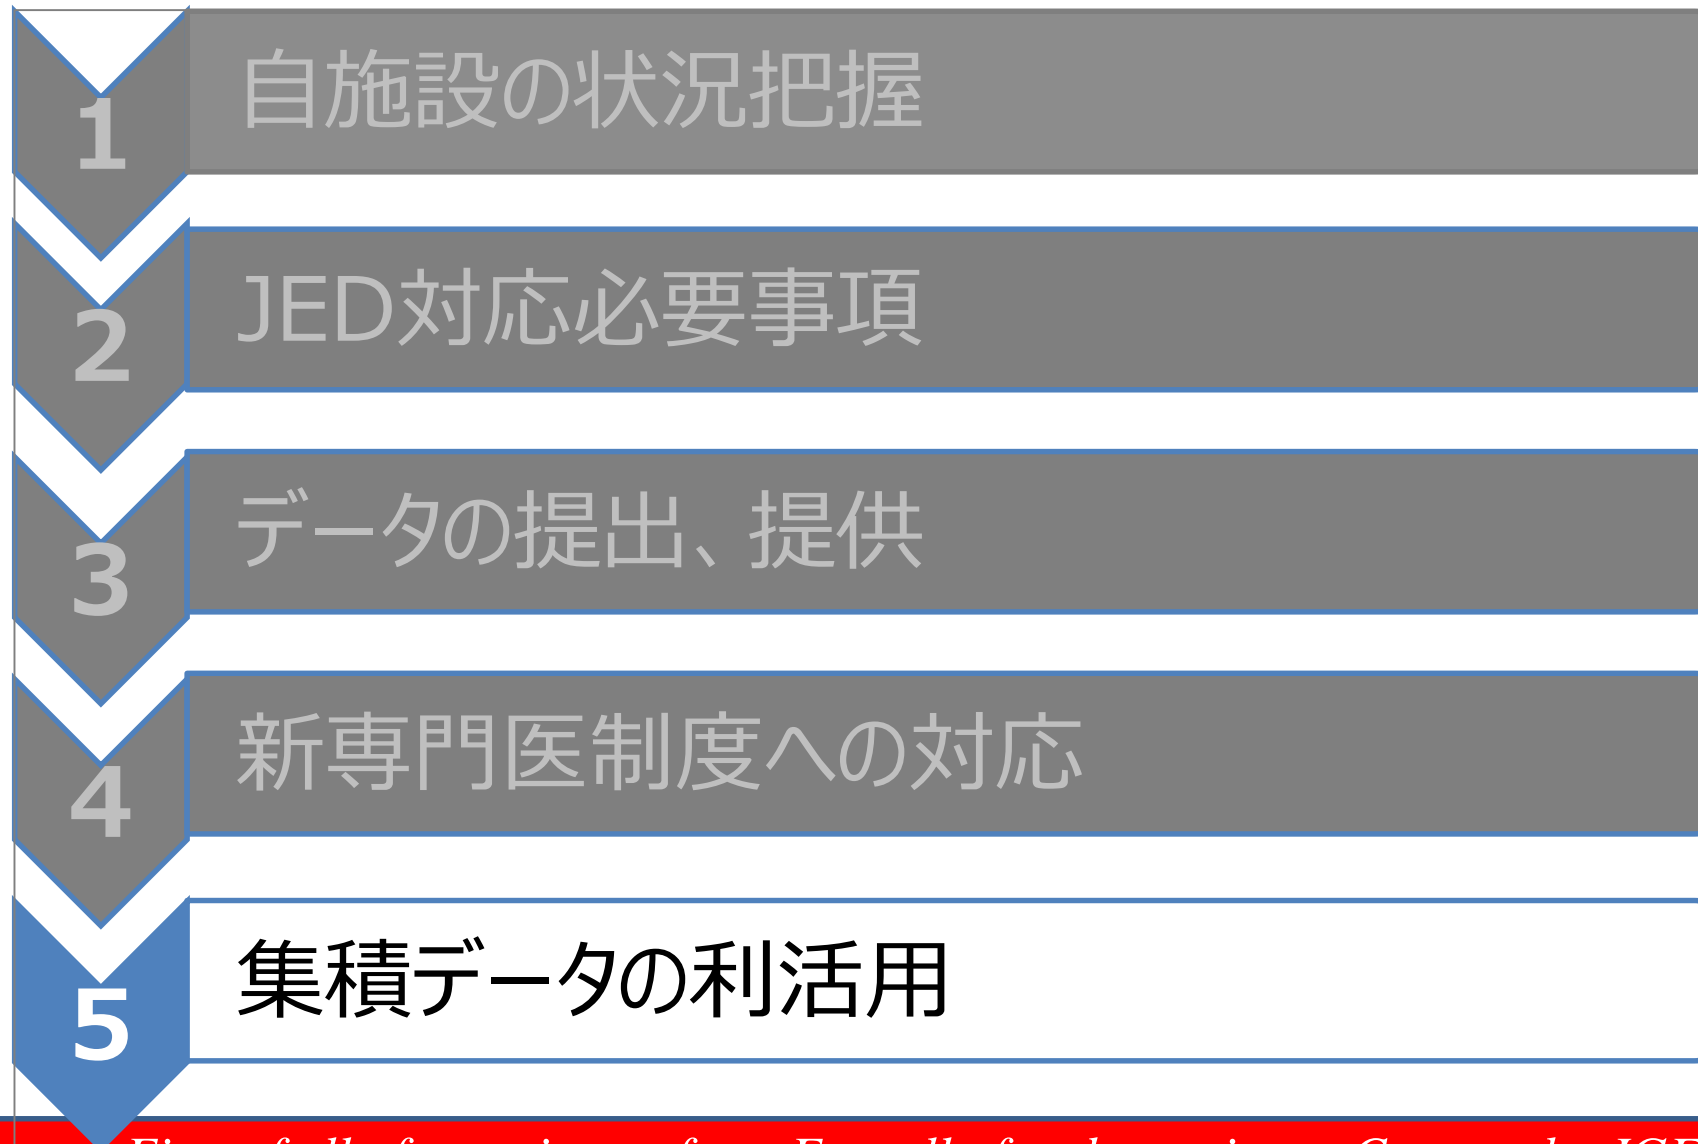 1 自施設の状況把握
2 JED対応必要事項
3 データの提出、提供
4 新専門医制度への対応
5 集積データの利活用